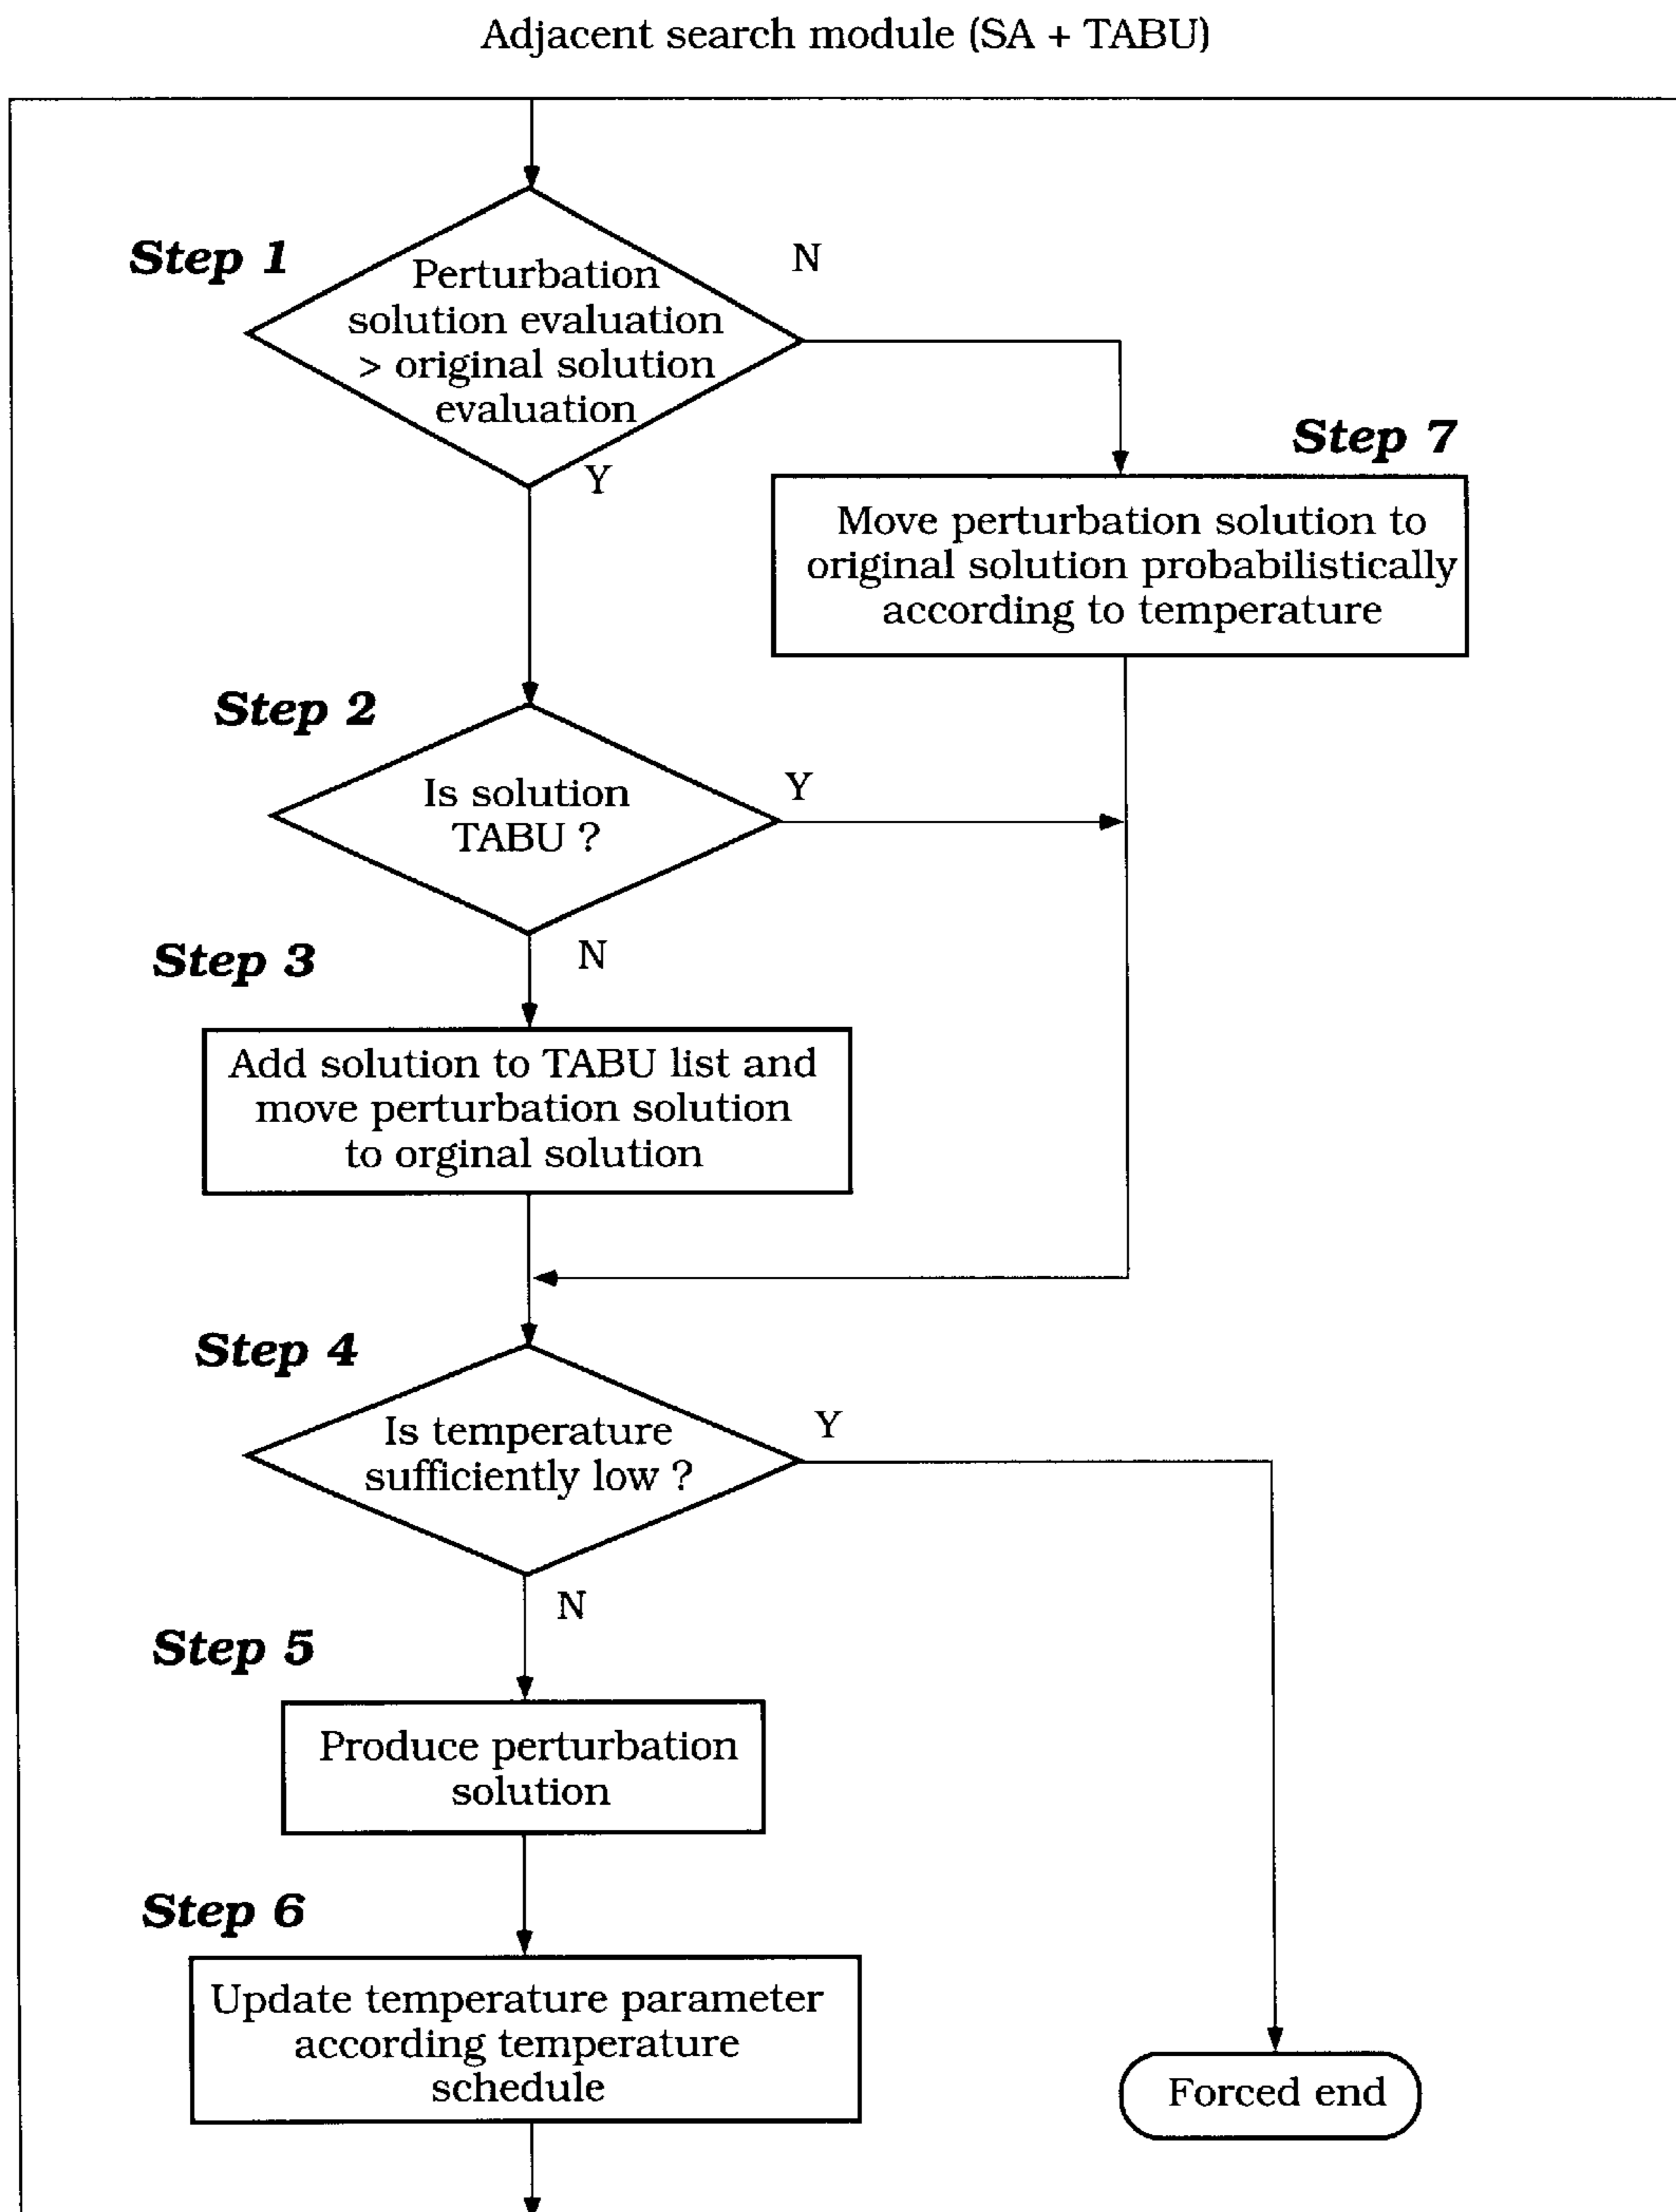 Adjacent search module (SA + TABU)
Step 1
N
Perturbation
solution evaluation
> original solution
evaluation
Y
Step 7
Move perturbation solution to
original solution probabilistically
according to temperature
Step 2
Is solution
TABU ?
Y
N
Step 3
Add solution to TABU list and
move perturbation solution
to orginal solution
Step 4
Is temperature
sufficiently low ?
Y
N
Step 5
Produce perturbation
solution
Step 6
Update temperature parameter
according temperature
schedule
Forced end